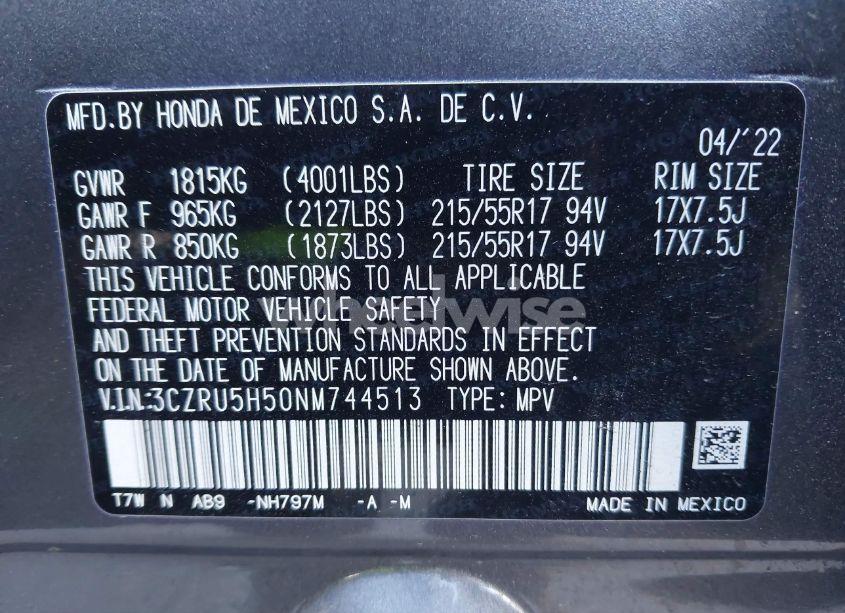 MFD.BY HONDA DE MEXICO S.A. DE C.V.
04/'22
GVWR 1815KG (4001LBS) TIRE SIZE RIM SIZE
GAWR F 965KG (2127LBS) 215/55R17 94V 17X7.5J
GAWR R 850KG (1873LBS) 215/55R17 94V 17X7.5J
THIS VEHICLE CONFORMS TO ALL APPLICABLE
FEDERAL MOTOR VEHICLE SAFETY
wheelwise
AND THEFT PREVENTION STANDARDS IN EFFECT
ON THE DATE OF MANUFACTURE SHOWN ABOVE.
V.I.N:3CZRU5H50NM744513 TYPE:MPV
T7W N AB9 -NH797M -A -M MADE IN MEXICO